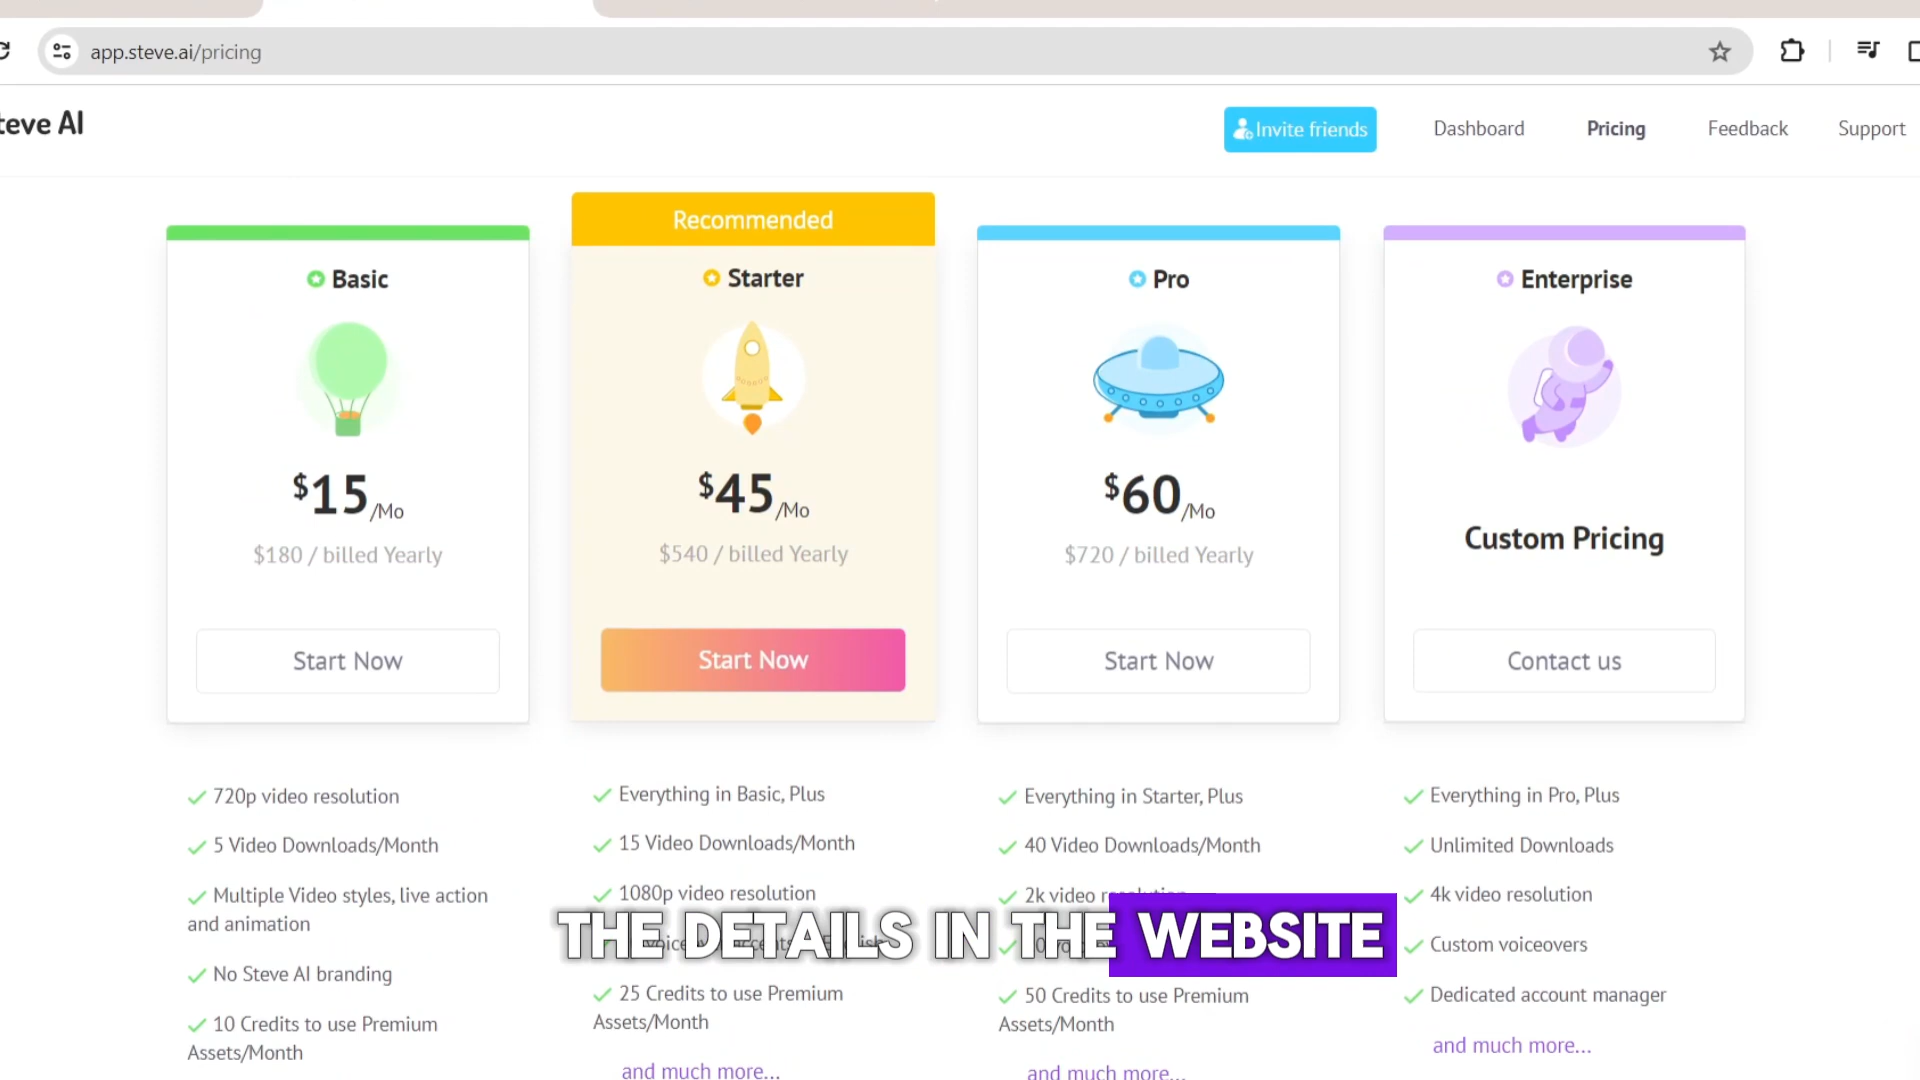 app.steve.ai/pricing
teve AI
Invite friends
Dashboard
Pricing
Feedback
Support
Basic
$15/Mo
$180 / billed Yearly
Start Now
720p video resolution
5 Video Downloads/Month
Multiple Video styles, live action
and animation
No Steve AI branding
10 Credits to use Premium
Assets/Month
Recommended
Starter
$45/Mo
$540 / billed Yearly
Start Now
Everything in Basic, Plus
15 Video Downloads/Month
1080p video resolution
25 Credits to use Premium
Assets/Month
and much more...
Pro
$60/Mo
$720 / billed Yearly
Start Now
Everything in Starter, Plus
40 Video Downloads/Month
2k video resolution
50 Credits to use Premium
Assets/Month
and much more...
Enterprise
Custom Pricing
Contact us
Everything in Pro, Plus
Unlimited Downloads
4k video resolution
Custom voiceovers
Dedicated account manager
and much more...
THE DETAILS IN THE WEBSITE